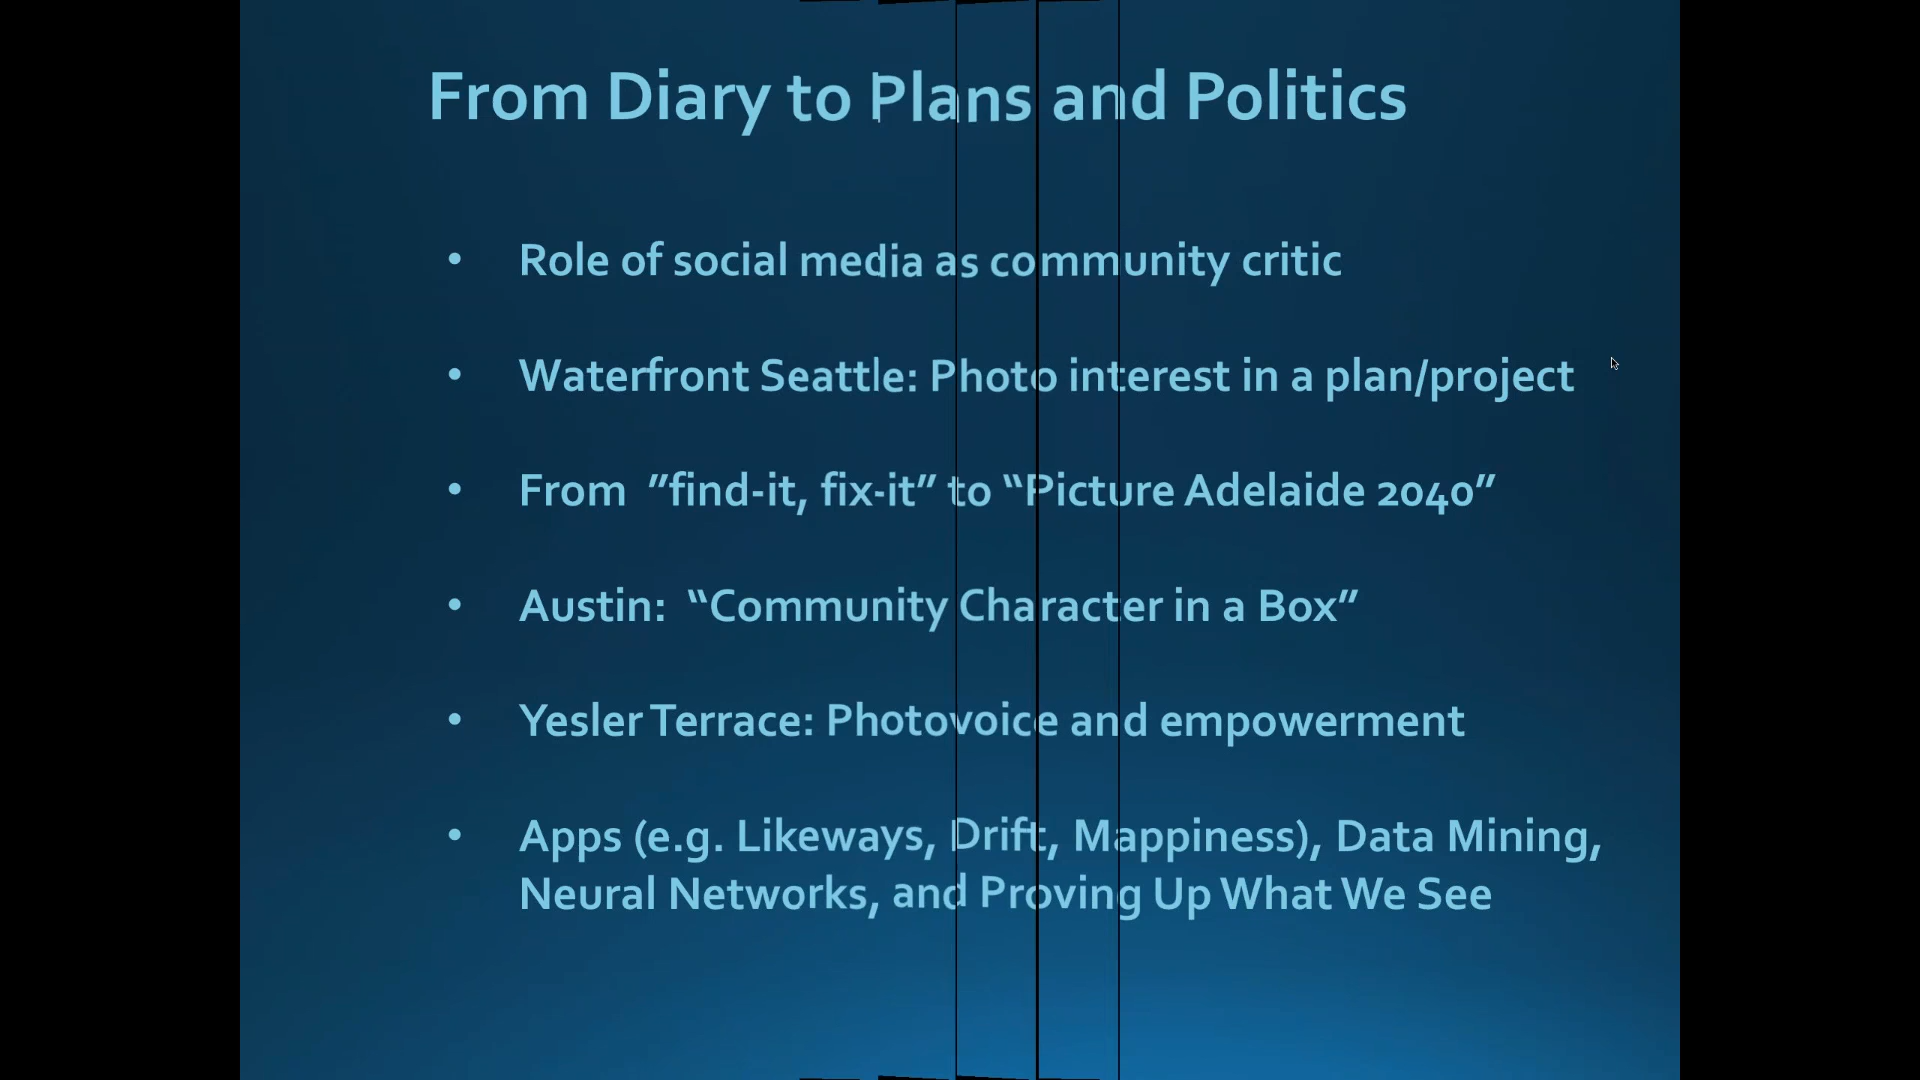 From Diary to Plans and Politics
• Role of social media as community critic
• Waterfront Seattle: Photo interest in a plan/project
• From ”find-it, fix-it” to “Picture Adelaide 2040”
• Austin: “Community Character in a Box”
• Yesler Terrace: Photovoice and empowerment
• Apps (e.g. Likeways, Drift, Mappiness), Data Mining,
Neural Networks, and Proving Up What We See